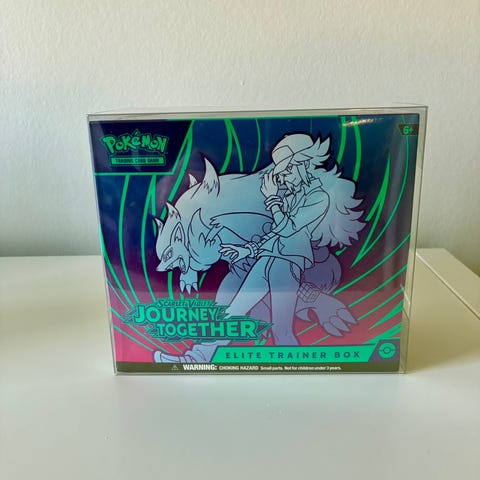 Pokémon
TRADING CARD GAME
6+
SCARLET & VIOLET
JOURNEY
TOGETHER
ELITE TRAINER BOX
WARNING: CHOKING HAZARD Small parts. Not for children under 3 years.